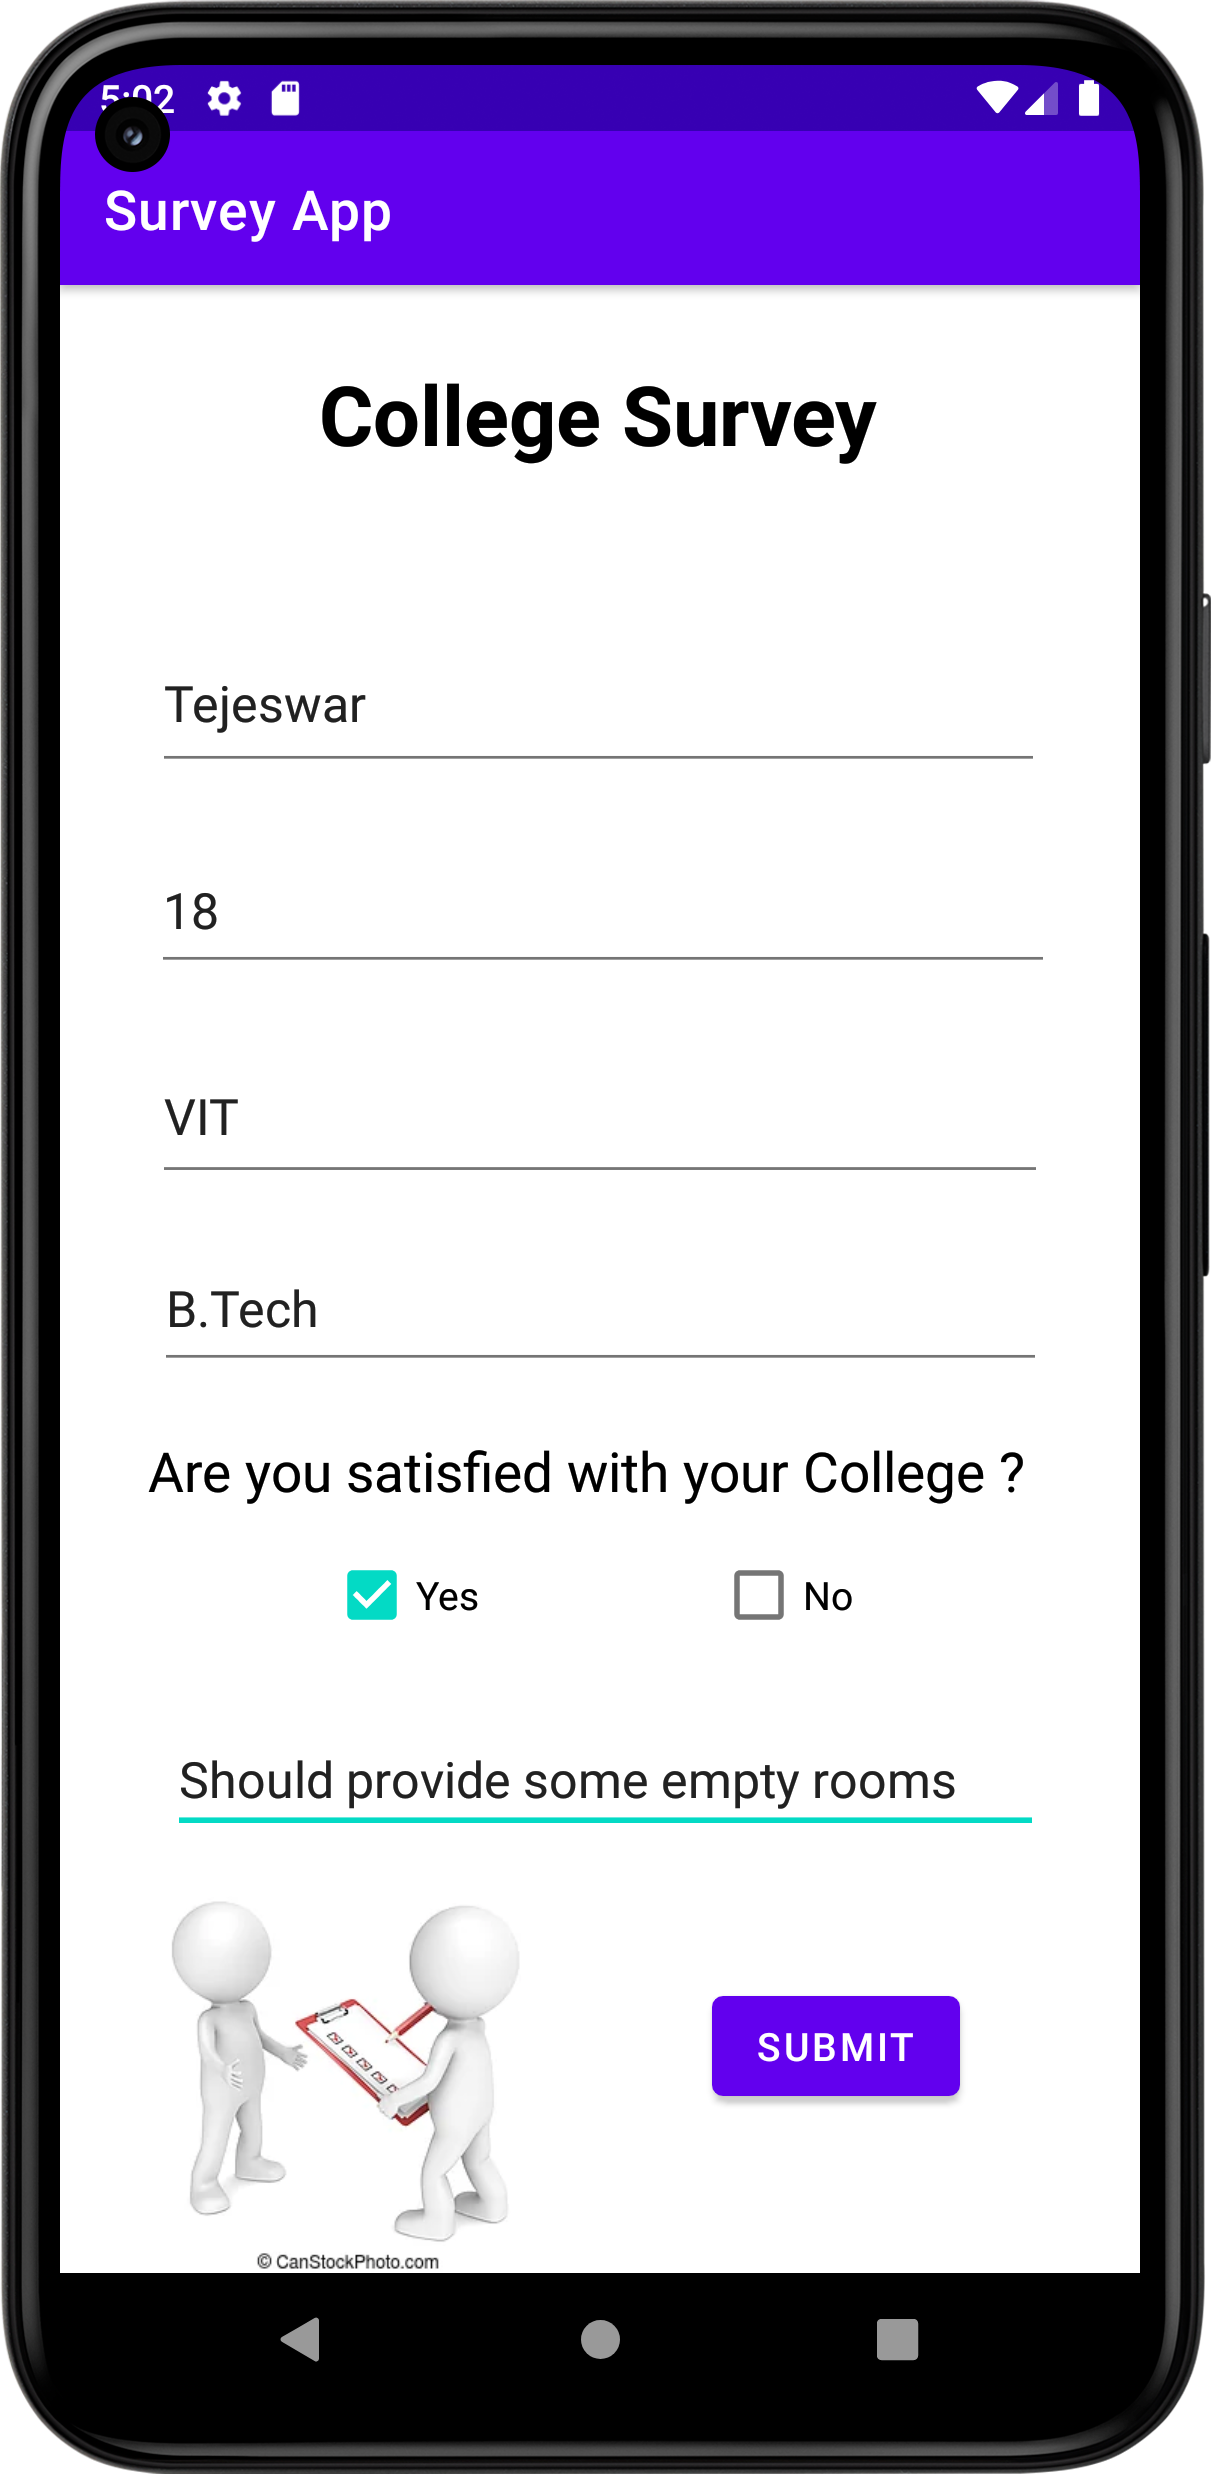 5:02
Survey App
College Survey
Tejeswar
18
VIT
B.Tech
Are you satisfied with your College ?
Yes
No
Should provide some empty rooms
SUBMIT
© CanStockPhoto.com